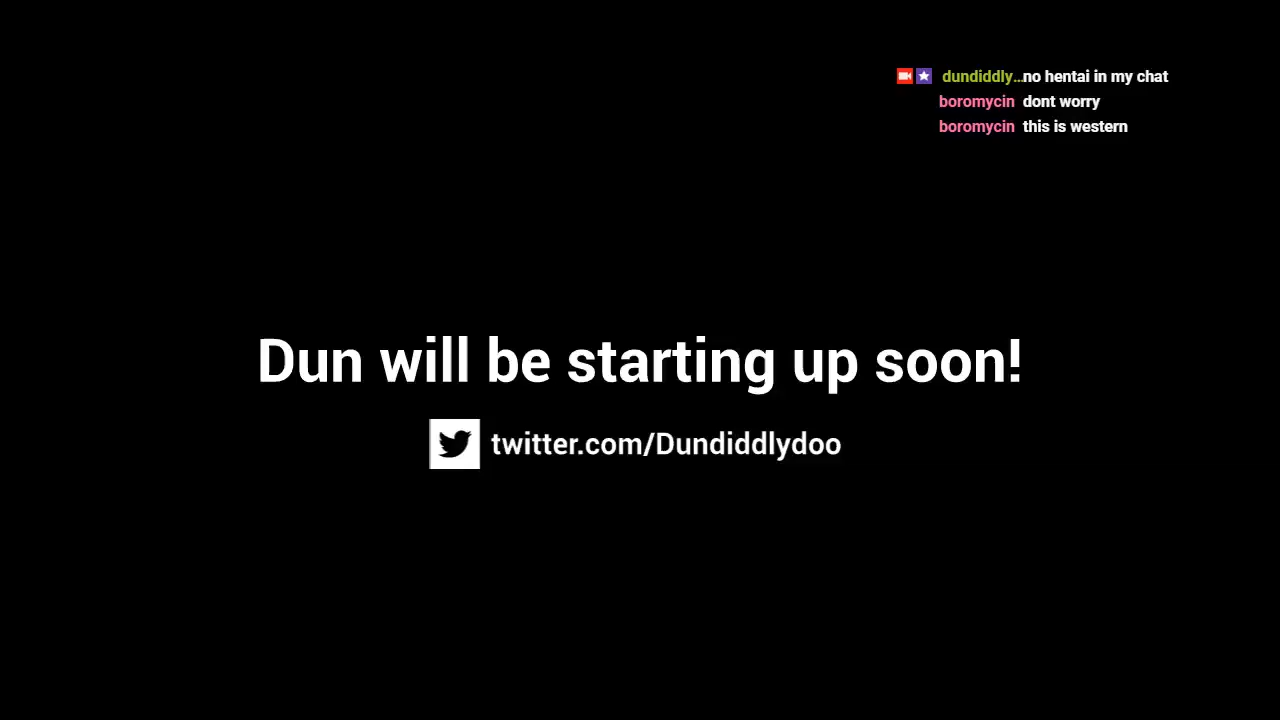 dundiddly...no hentai in my chat
boromycin dont worry
boromycin this is western
Dun will be starting up soon!
twitter.com/Dundiddlydoo